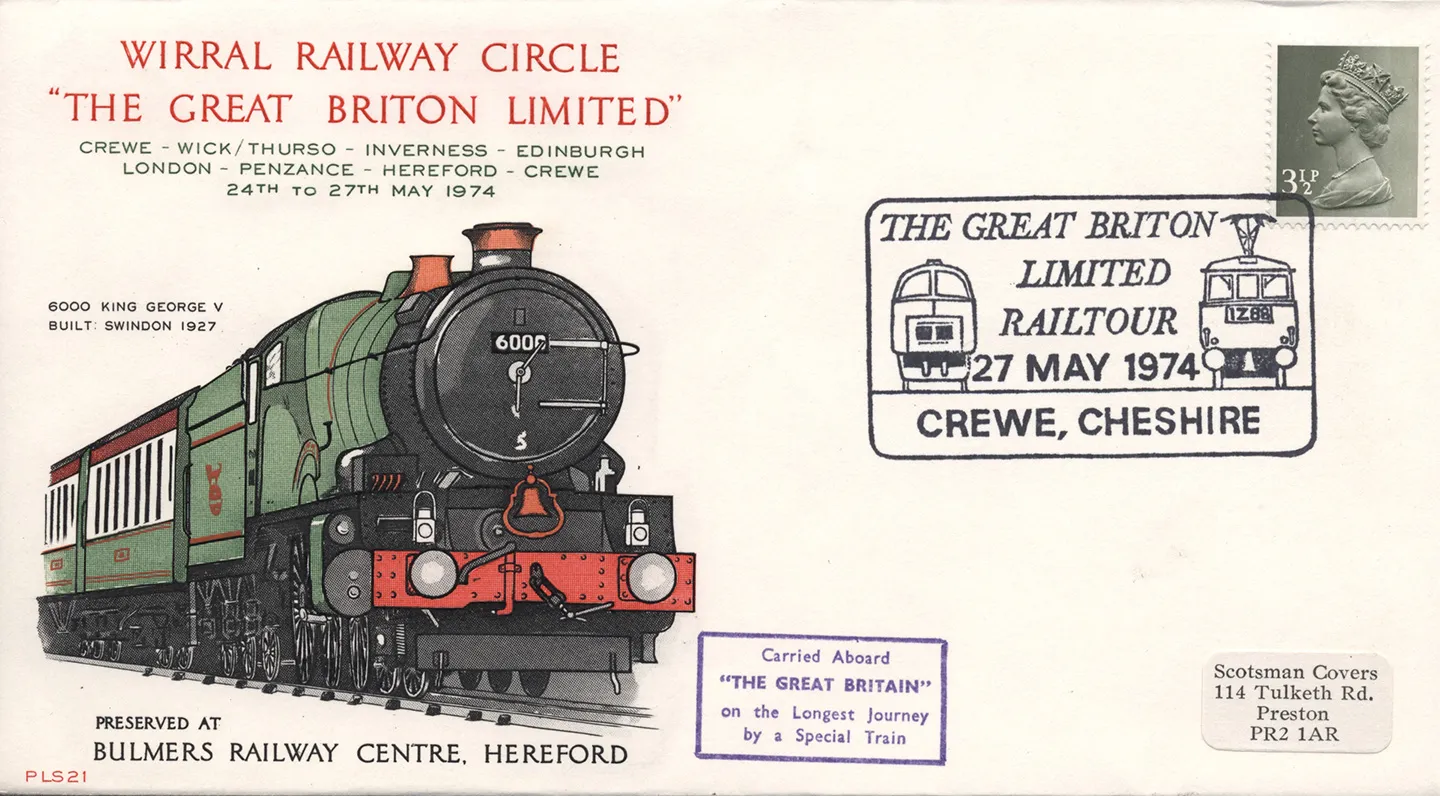 WIRRAL RAILWAY CIRCLE
"THE GREAT BRITON LIMITED"
CREWE - WICK/THURSO - INVERNESS - EDINBURGH
LONDON - PENZANCE - HEREFORD - CREWE
24TH TO 27TH MAY 1974
6000 KING GEORGE V
BUILT: SWINDON 1927
6000
PRESERVED AT
BULMERS RAILWAY CENTRE, HEREFORD
PLS21
3½P
THE GREAT BRITON
LIMITED
RAILTOUR
1Z88
27 MAY 1974
CREWE, CHESHIRE
Carried Aboard
"THE GREAT BRITAIN"
on the Longest Journey
by a Special Train
Scotsman Covers
114 Tulketh Rd.
Preston
PR2 1AR